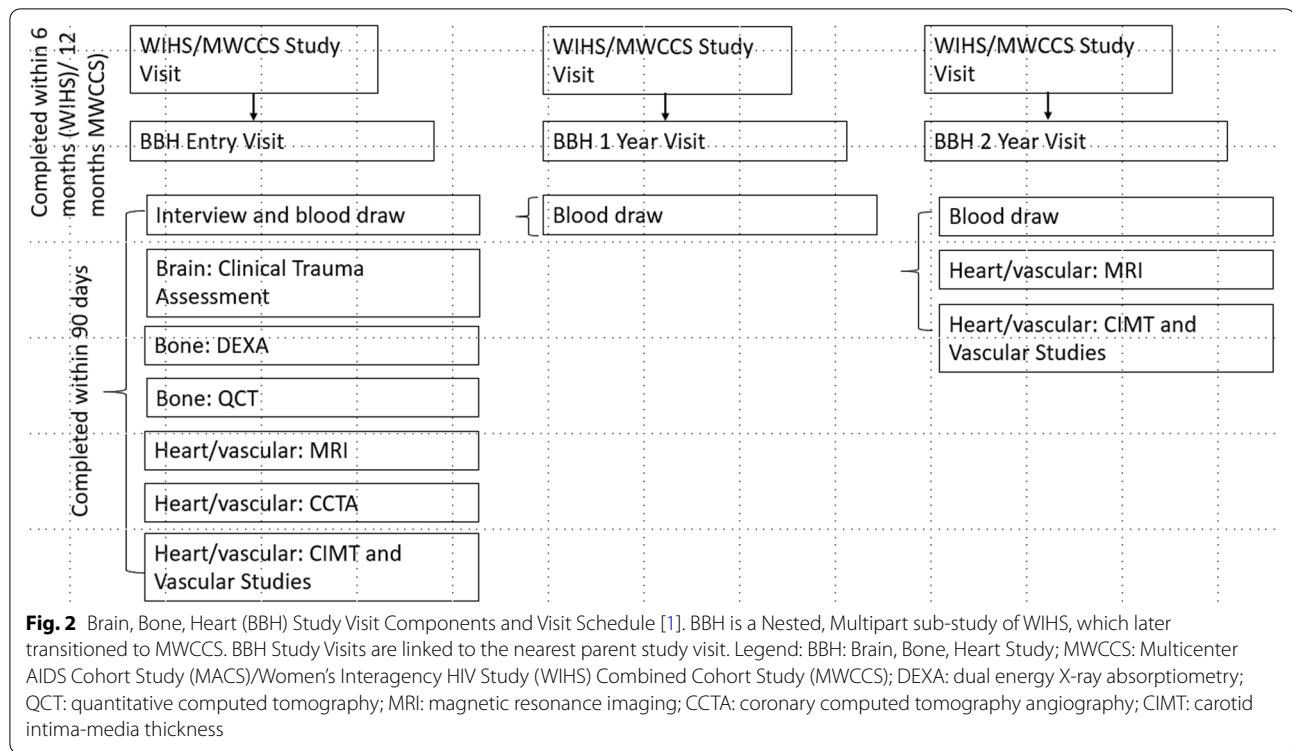 Completed within 6
months (WIHS)/ 12
months MWCCS)
WIHS/MWCCS Study
Visit
BBH Entry Visit
WIHS/MWCCS Study
Visit
BBH 1 Year Visit
WIHS/MWCCS Study
Visit
BBH 2 Year Visit
Completed within 90 days
Interview and blood draw
Brain: Clinical Trauma
Assessment
Bone: DEXA
Bone: QCT
Heart/vascular: MRI
Heart/vascular: CCTA
Heart/vascular: CIMT and
Vascular Studies
Blood draw
Blood draw
Heart/vascular: MRI
Heart/vascular: CIMT and
Vascular Studies
Fig. 2 Brain, Bone, Heart (BBH) Study Visit Components and Visit Schedule [1]. BBH is a Nested, Multipart sub-study of WIHS, which later
transitioned to MWCCS. BBH Study Visits are linked to the nearest parent study visit. Legend: BBH: Brain, Bone, Heart Study; MWCCS: Multicenter
AIDS Cohort Study (MACS)/Women's Interagency HIV Study (WIHS) Combined Cohort Study (MWCCS); DEXA: dual energy X-ray absorptiometry;
QCT: quantitative computed tomography; MRI: magnetic resonance imaging; CCTA: coronary computed tomography angiography; CIMT: carotid
intima-media thickness